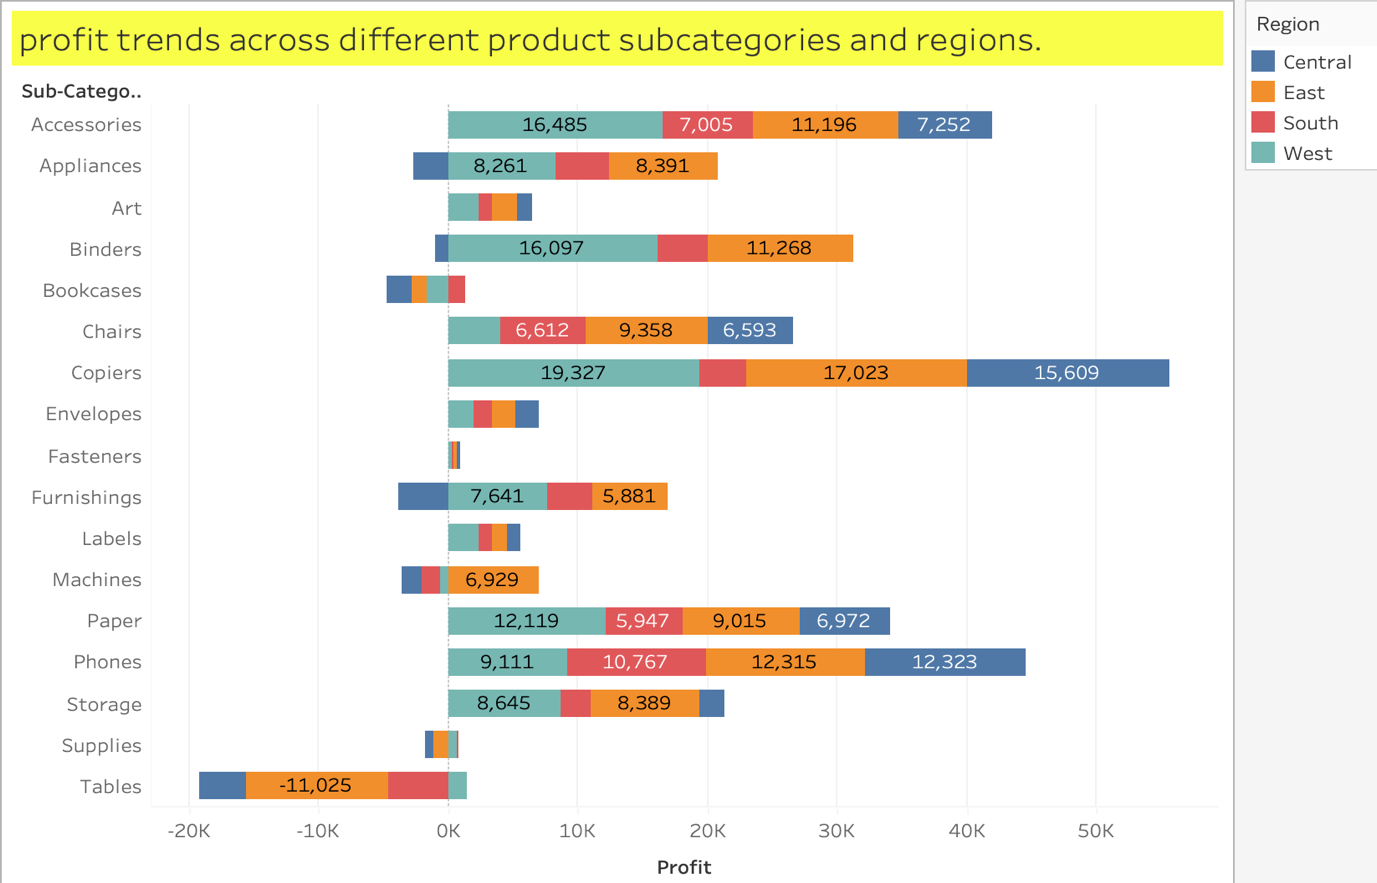 profit trends across different product subcategories and regions.
Sub-Catego..
Accessories 16,485 7,005 11,196 7,252
Appliances 8,261 8,391
Art
Binders 16,097 11,268
Bookcases
Chairs 6,612 9,358 6,593
Copiers 19,327 17,023 15,609
Envelopes
Fasteners
Furnishings 7,641 5,881
Labels
Machines 6,929
Paper 12,119 5,947 9,015 6,972
Phones 9,111 10,767 12,315 12,323
Storage 8,645 8,389
Supplies
Tables -11,025
-20K -10K 0K 10K 20K 30K 40K 50K
Profit
Region
Central
East
South
West